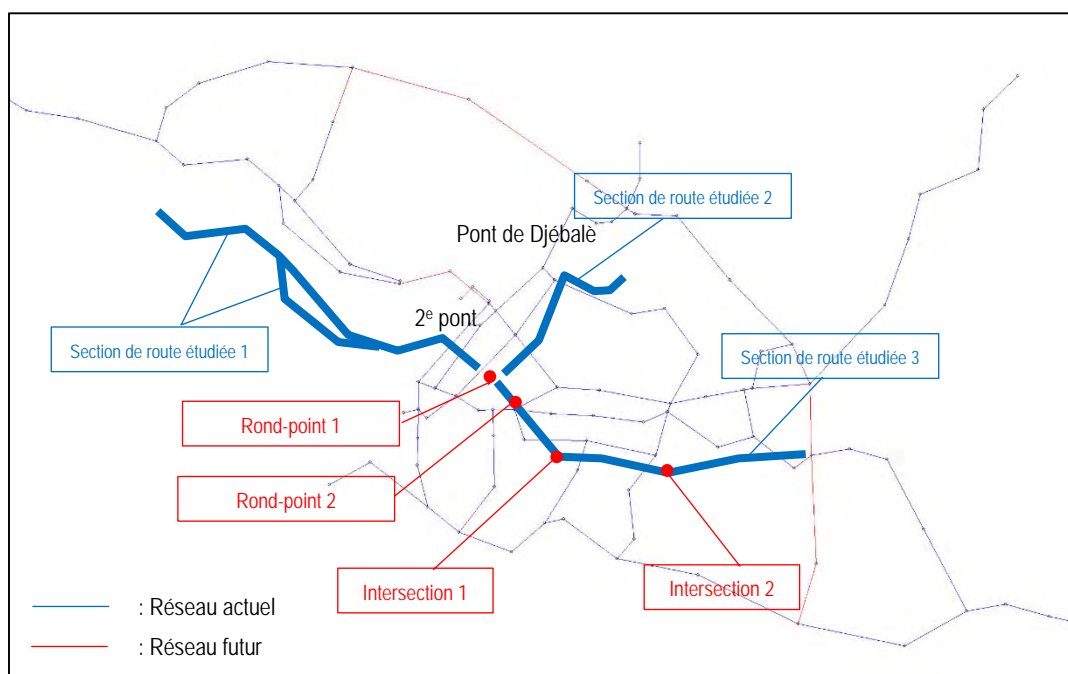 Section de route étudiée 2
Pont de Djébalè
2e pont.
Section de route étudiée 1
Section de route étudiée 3
Rond-point 1
Rond-point 2
Intersection 1
Intersection 2
: Réseau actuel
: Réseau futur